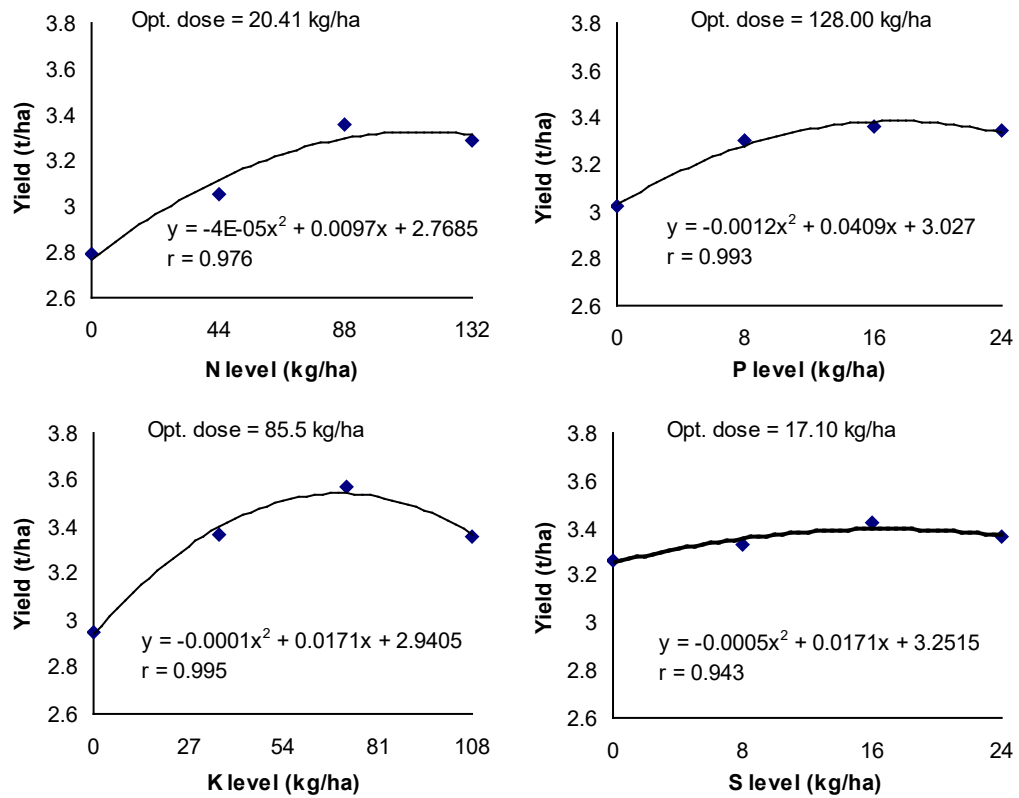 Opt. dose = 20.41 kg/ha
3.8
3.6
3.4
3.2
3
2.8
2.6
Yield (t/ha)
y = -4E-05x² + 0.0097x + 2.7685
r = 0.976
0 44 88 132
N level (kg/ha)
Opt. dose = 128.00 kg/ha
3.8
3.6
3.4
3.2
3
2.8
2.6
Yield (t/ha)
y = -0.0012x² + 0.0409x + 3.027
r = 0.993
0 8 16 24
P level (kg/ha)
Opt. dose = 85.5 kg/ha
3.8
3.6
3.4
3.2
3
2.8
2.6
Yield (t/ha)
y = -0.0001x² + 0.0171x + 2.9405
r = 0.995
0 27 54 81 108
K level (kg/ha)
Opt. dose = 17.10 kg/ha
3.8
3.6
3.4
3.2
3
2.8
2.6
Yield (t/ha)
y = -0.0005x² + 0.0171x + 3.2515
r = 0.943
0 8 16 24
S level (kg/ha)